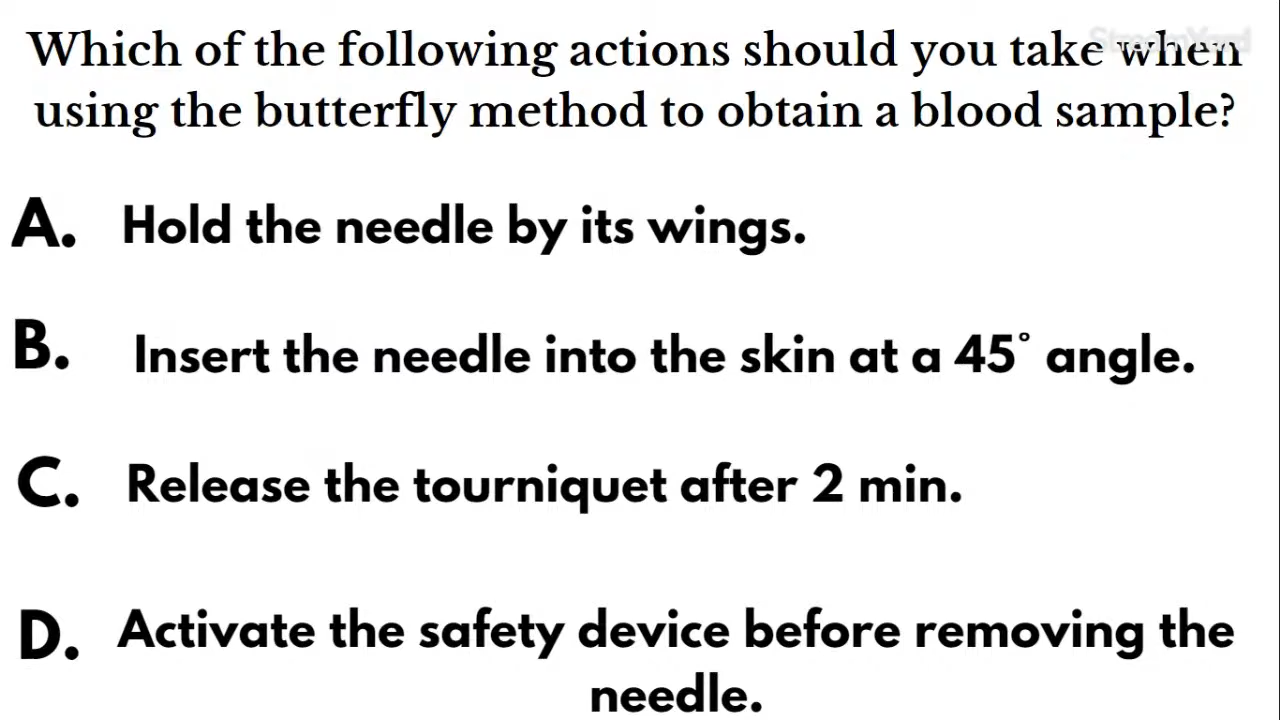 StreamYard
Which of the following actions should you take when
using the butterfly method to obtain a blood sample?
A. Hold the needle by its wings.
B. Insert the needle into the skin at a 45° angle.
C. Release the tourniquet after 2 min.
D. Activate the safety device before removing the
needle.